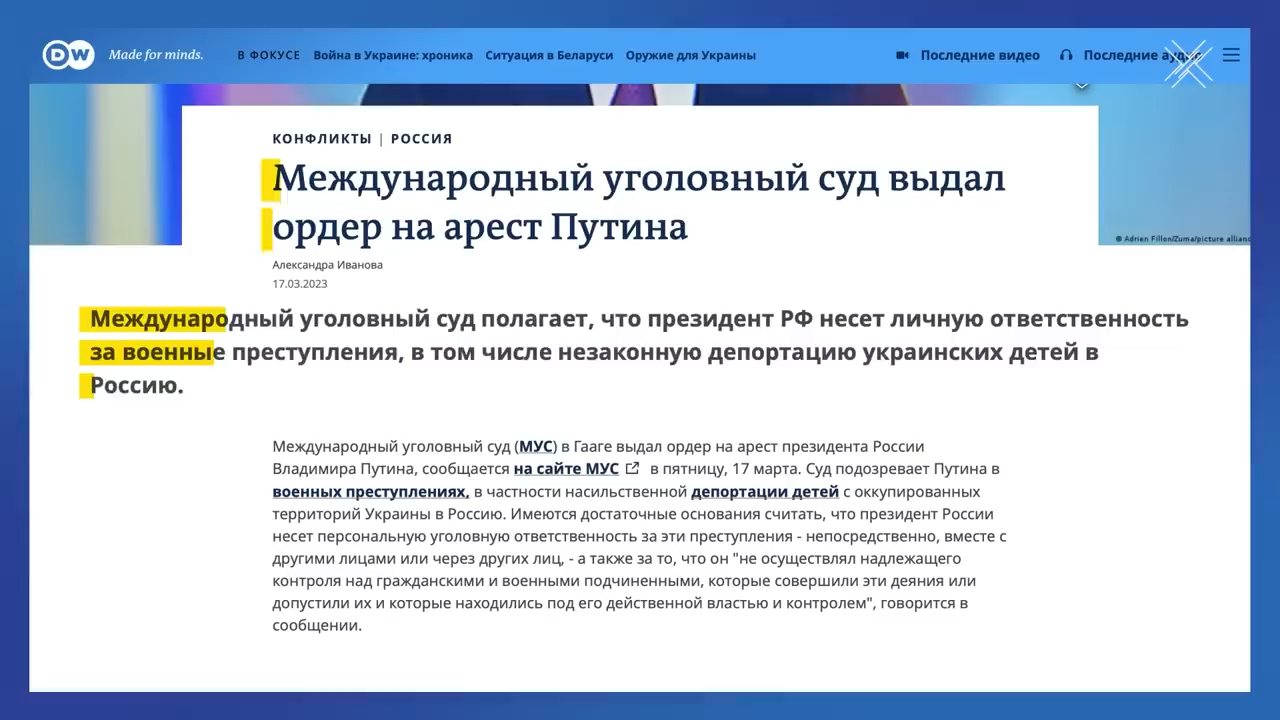 DW Made for minds. В ФОКУСЕ Война в Украине: хроника Ситуация в Беларуси Оружие для Украины Последние видео Последние аудио
© Adrien Fillon/Zuma/picture
КОНФЛИКТЫ | РОССИЯ
Международный уголовный суд выдал
ордер на арест Путина
Александра Иванова
17.03.2023
Международный уголовный суд полагает, что президент РФ несет личную ответственность
за военные преступления, в том числе незаконную депортацию украинских детей в
Россию.
Международный уголовный суд (МУС) в Гааге выдал ордер на арест президента России
Владимира Путина, сообщается на сайте МУС в пятницу, 17 марта. Суд подозревает Путина в
военных преступлениях, в частности насильственной депортации детей с оккупированных
территорий Украины в Россию. Имеются достаточные основания считать, что президент России
несет персональную уголовную ответственность за эти преступления - непосредственно, вместе с
другими лицами или через других лиц, - а также за то, что он "не осуществлял надлежащего
контроля над гражданскими и военными подчиненными, которые совершили эти деяния или
допустили их и которые находились под его действенной властью и контролем", говорится в
сообщении.